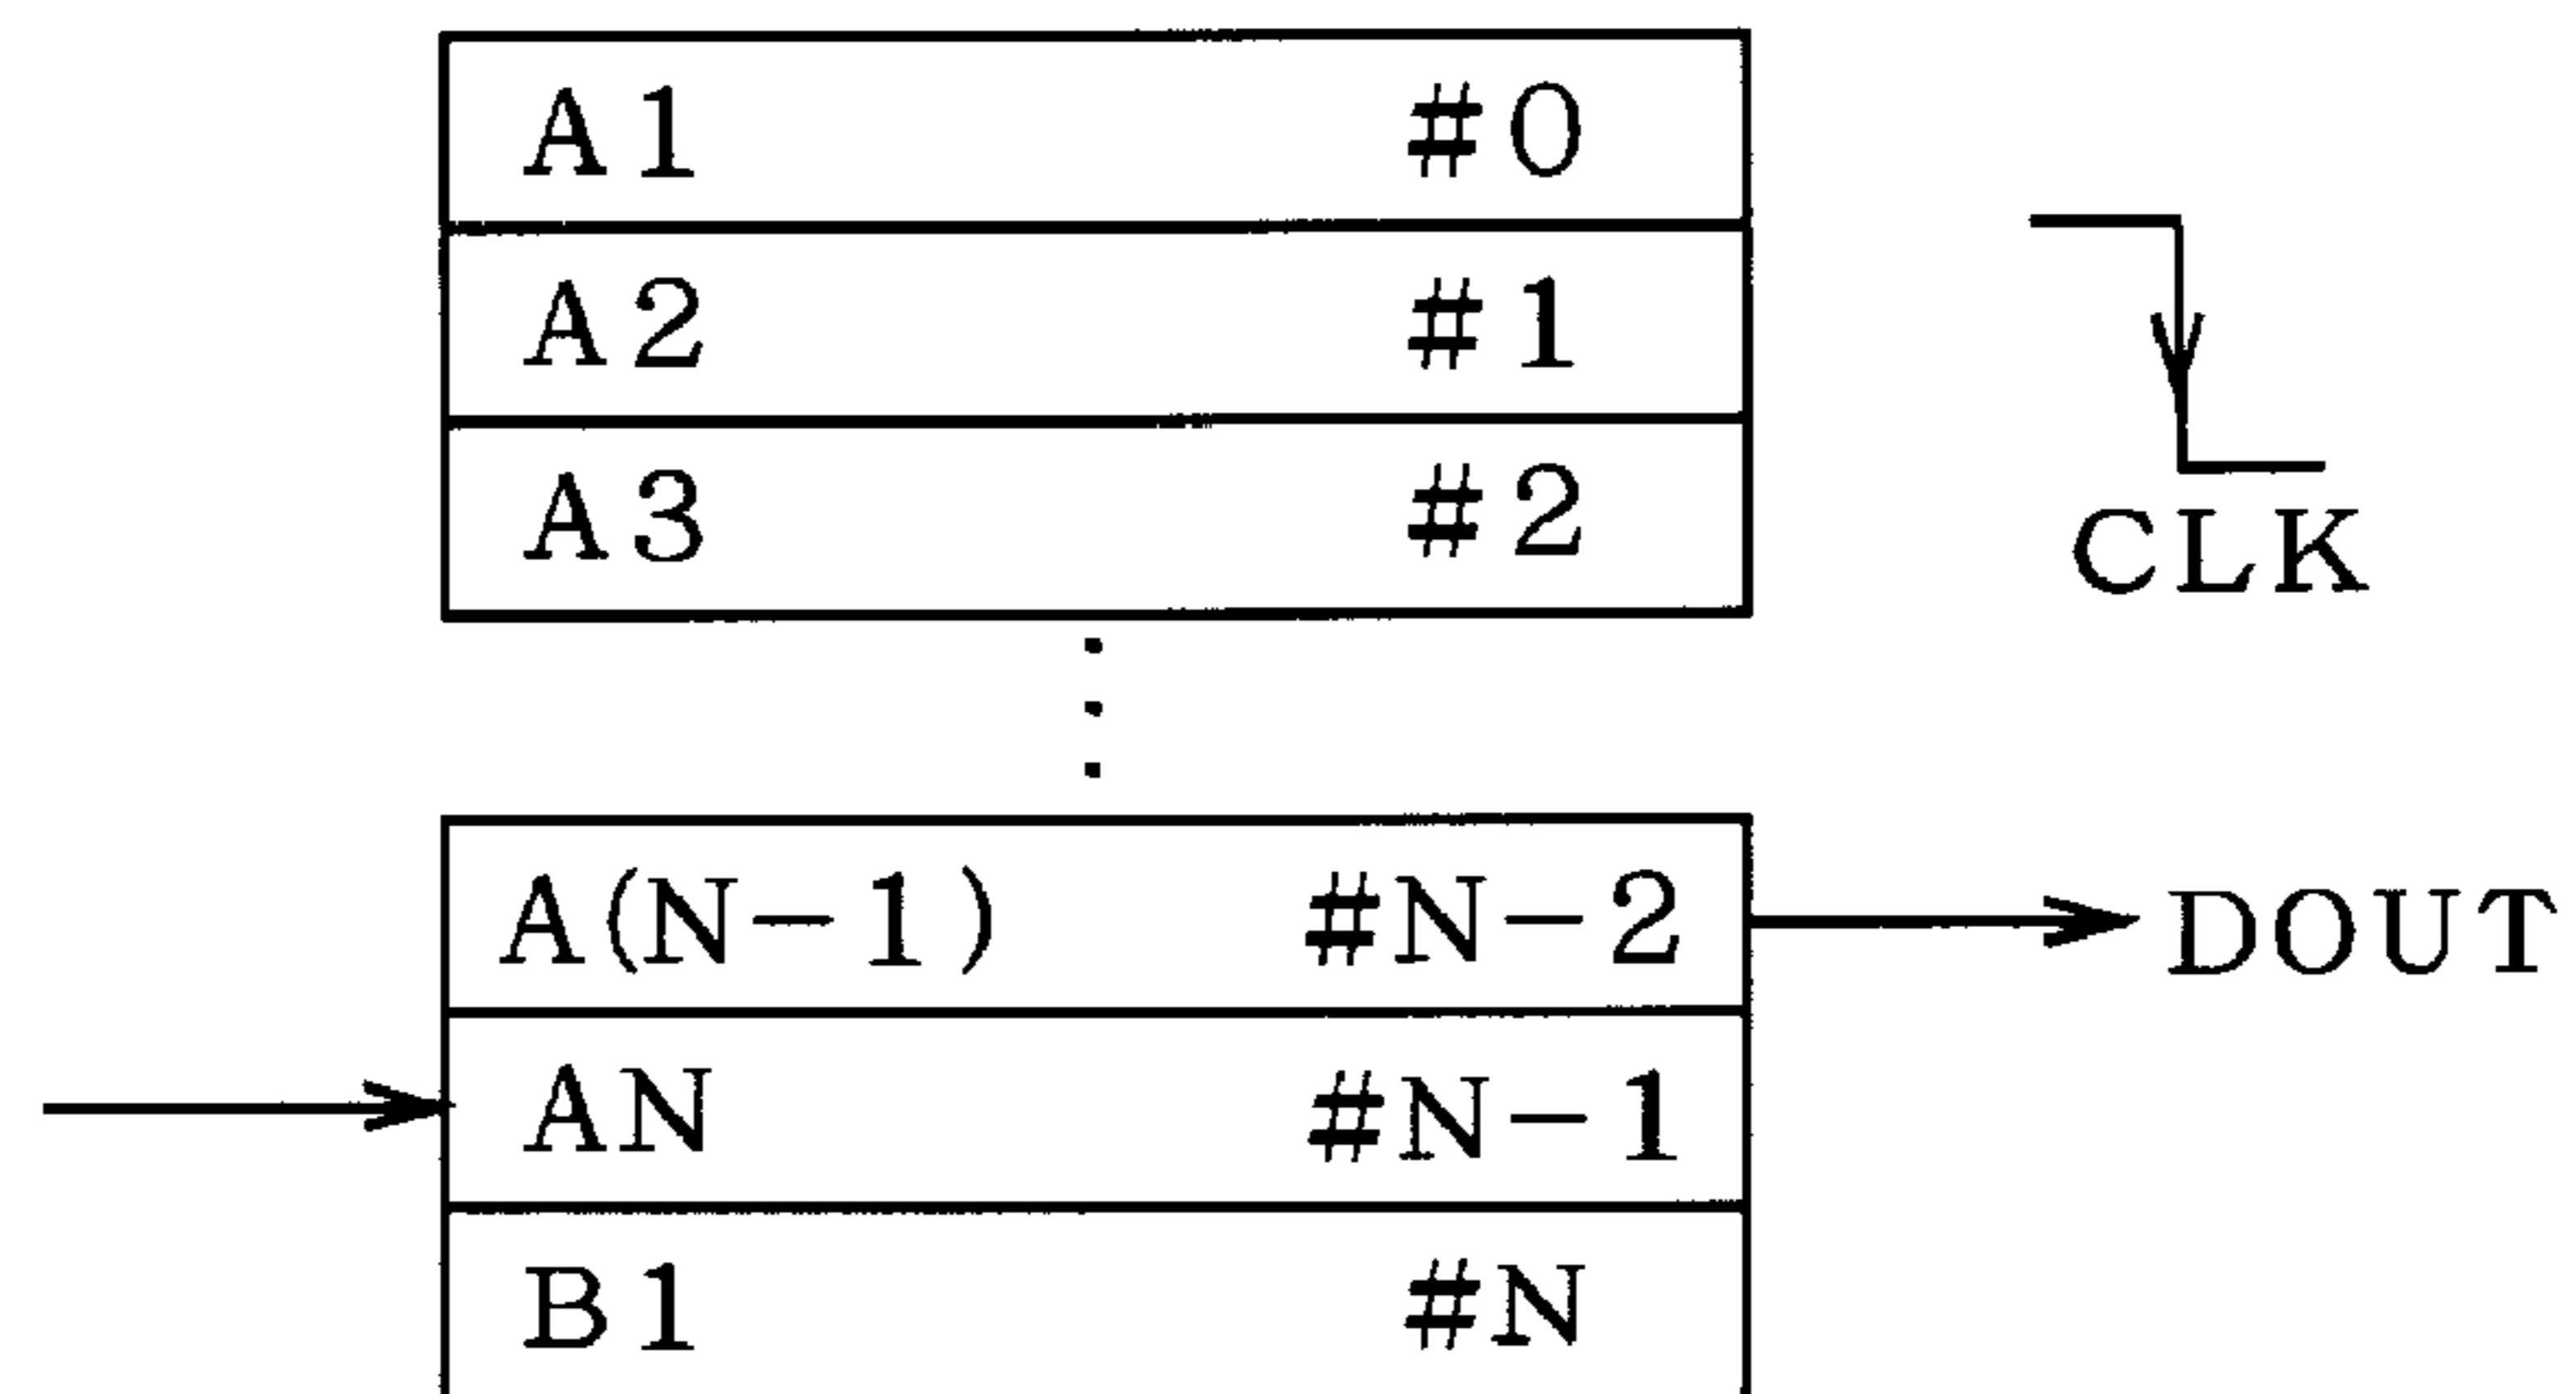 A1 #0
A2 #1
A3 #2
CLK
A(N-1) #N-2
DOUT
AN #N-1
B1 #N